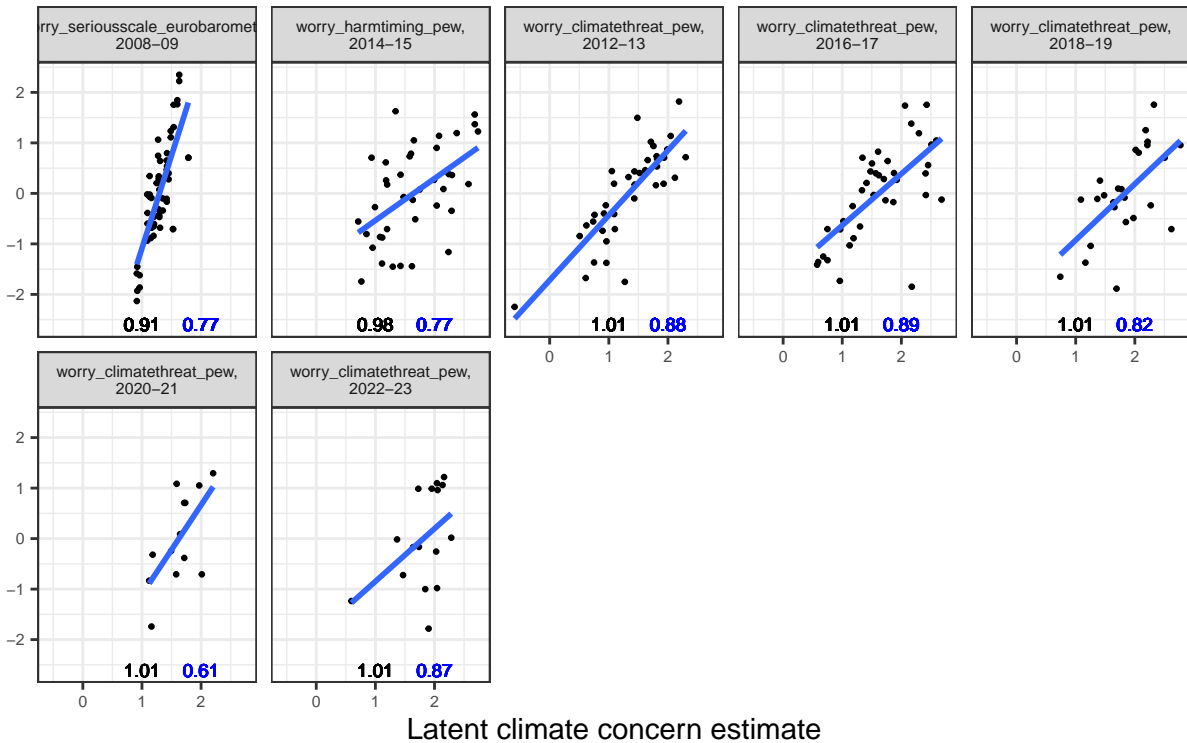 rry_seriousscale_eurobaromet
2008−09
worry_harmtiming_pew,
2014−15
worry_climatethreat_pew,
2012−13
worry_climatethreat_pew,
2016−17
worry_climatethreat_pew,
2018−19
2
1
0
−1
−2
0.91 0.77
0.98 0.77
1.01 0.88
1.01 0.89
1.01 0.82
0 1 2
0 1 2
0 1 2
worry_climatethreat_pew,
2020−21
worry_climatethreat_pew,
2022−23
2
1
0
−1
−2
1.01 0.61
1.01 0.87
0 1 2
0 1 2
Latent climate concern estimate